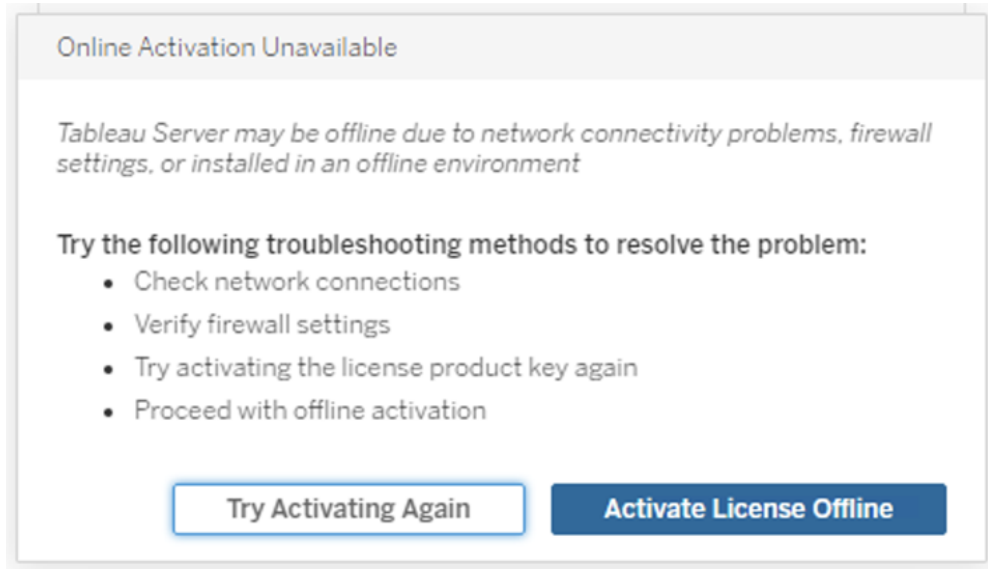 Online Activation Unavailable
Tableau Server may be offline due to network connectivity problems, firewall
settings, or installed in an offline environment
Try the following troubleshooting methods to resolve the problem:
• Check network connections
• Verify firewall settings
• Try activating the license product key again
• Proceed with offline activation
Try Activating Again Activate License Offline